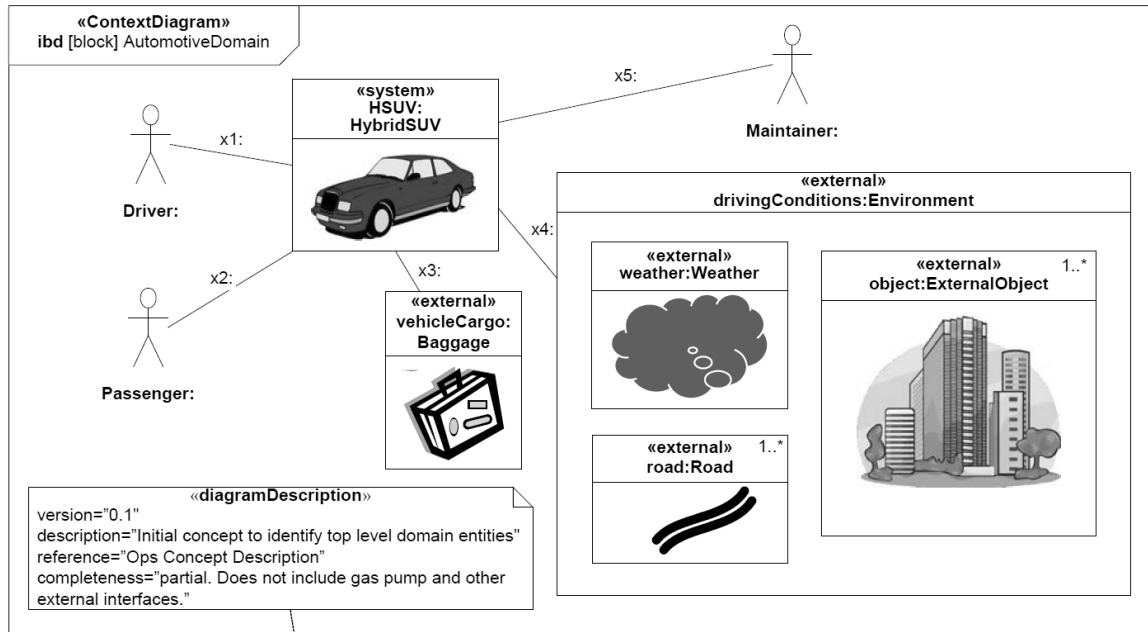 «ContextDiagram»
ibd [block] AutomotiveDomain
x5:
«system»
HSUV:
HybridSUV
x1:
Maintainer:
Driver:
«external»
drivingConditions:Environment
x4:
x2:
x3:
«external»
weather:Weather
«external»
1..*
object:ExternalObject
«external»
vehicleCargo:
Baggage
Passenger:
«external»
1..*
road:Road
«diagramDescription»
version=”0.1"
description=”Initial concept to identify top level domain entities"
reference=”Ops Concept Description”
completeness=”partial. Does not include gas pump and other
external interfaces.”